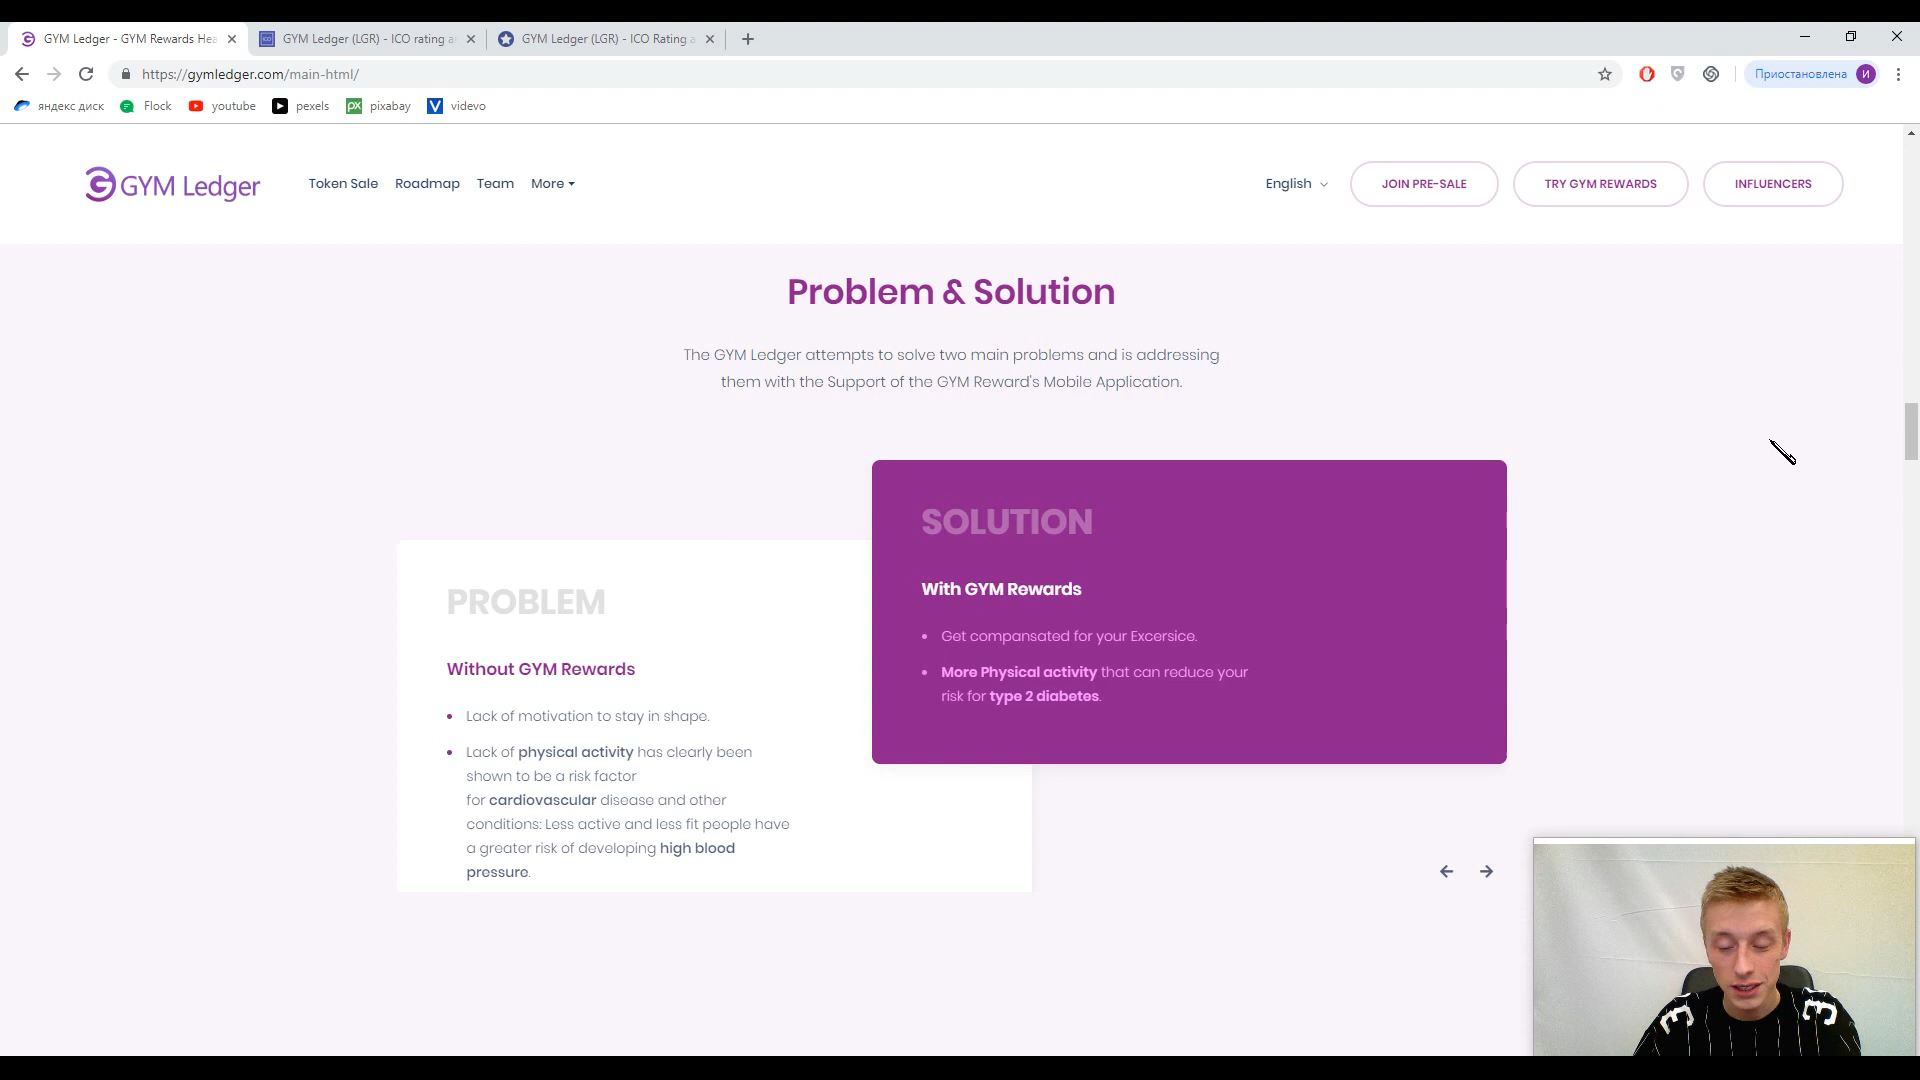 GYM Ledger - GYM Rewards Hea
GYM Ledger (LGR) - ICO rating a
GYM Ledger (LGR) - ICO Rating a
https://gymledger.com/main-html/
Приостановлена
И
яндекс диск
Flock
youtube
pexels
px
pixabay
V
videvo
GYM Ledger
Token Sale
Roadmap
Team
More
English
JOIN PRE-SALE
TRY GYM REWARDS
INFLUENCERS
Problem & Solution
The GYM Ledger attempts to solve two main problems and is addressing
them with the Support of the GYM Reward's Mobile Application.
SOLUTION
With GYM Rewards
Get compansated for your Excersice.
More Physical activity that can reduce your
risk for type 2 diabetes.
PROBLEM
Without GYM Rewards
Lack of motivation to stay in shape.
Lack of physical activity has clearly been
shown to be a risk factor
for cardiovascular disease and other
conditions: Less active and less fit people have
a greater risk of developing high blood
pressure.